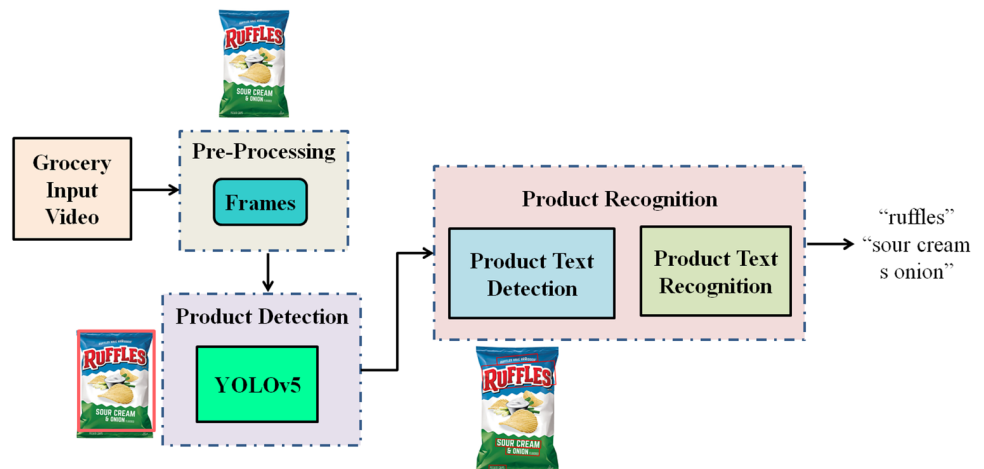 RUFFLES
SOUR CREAM
& ONION
Pre-Processing
Grocery
Input
Video
Frames
Product Recognition
Product Text
Detection
Product Text
Recognition
“ruffles”
“sour cream
s onion”
Product Detection
YOLOv5
RUFFLES
SOUR CREAM
& ONION
RUFFLES
SOUR CREAM
& ONION